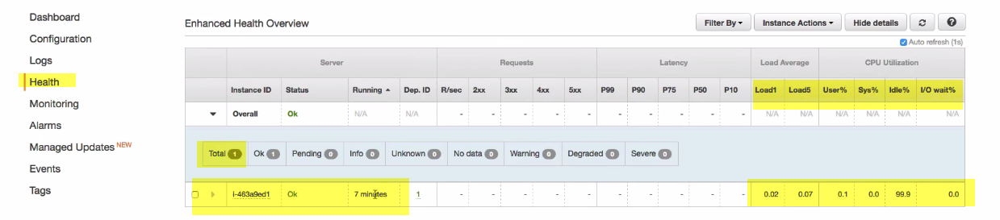 Dashboard
Configuration
Logs
Health
Monitoring
Alarms
Managed Updates NEW
Events
Tags
Enhanced Health Overview
Filter By Instance Actions Hide details ?
Auto refresh (1s)
Server Requests Latency Load Average CPU Utilization
Instance ID Status Running Dep. ID R/sec 2xx 3xx 4xx 5xx P99 P90 P75 P50 P10 Load1 Load5 User% Sys% Idle% I/O wait%
Overall Ok N/A N/A - - - - - - - - - - N/A N/A N/A N/A N/A N/A
Total 1 Ok 1 Pending 0 Info 0 Unknown 0 No data 0 Warning 0 Degraded 0 Severe 0
i-463a9ed1 Ok 7 minutes 1 - - - - - - - - - - 0.02 0.07 0.1 0.0 99.9 0.0